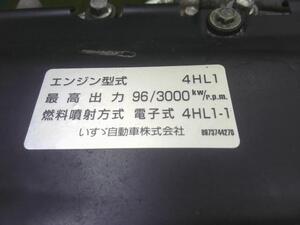 エンジン型式 4HL1
最高出力 96/3000 kw/r.p.m.
燃料噴射方式 電子式 4HL1-1
いすゞ自動車株式会社 8973744270